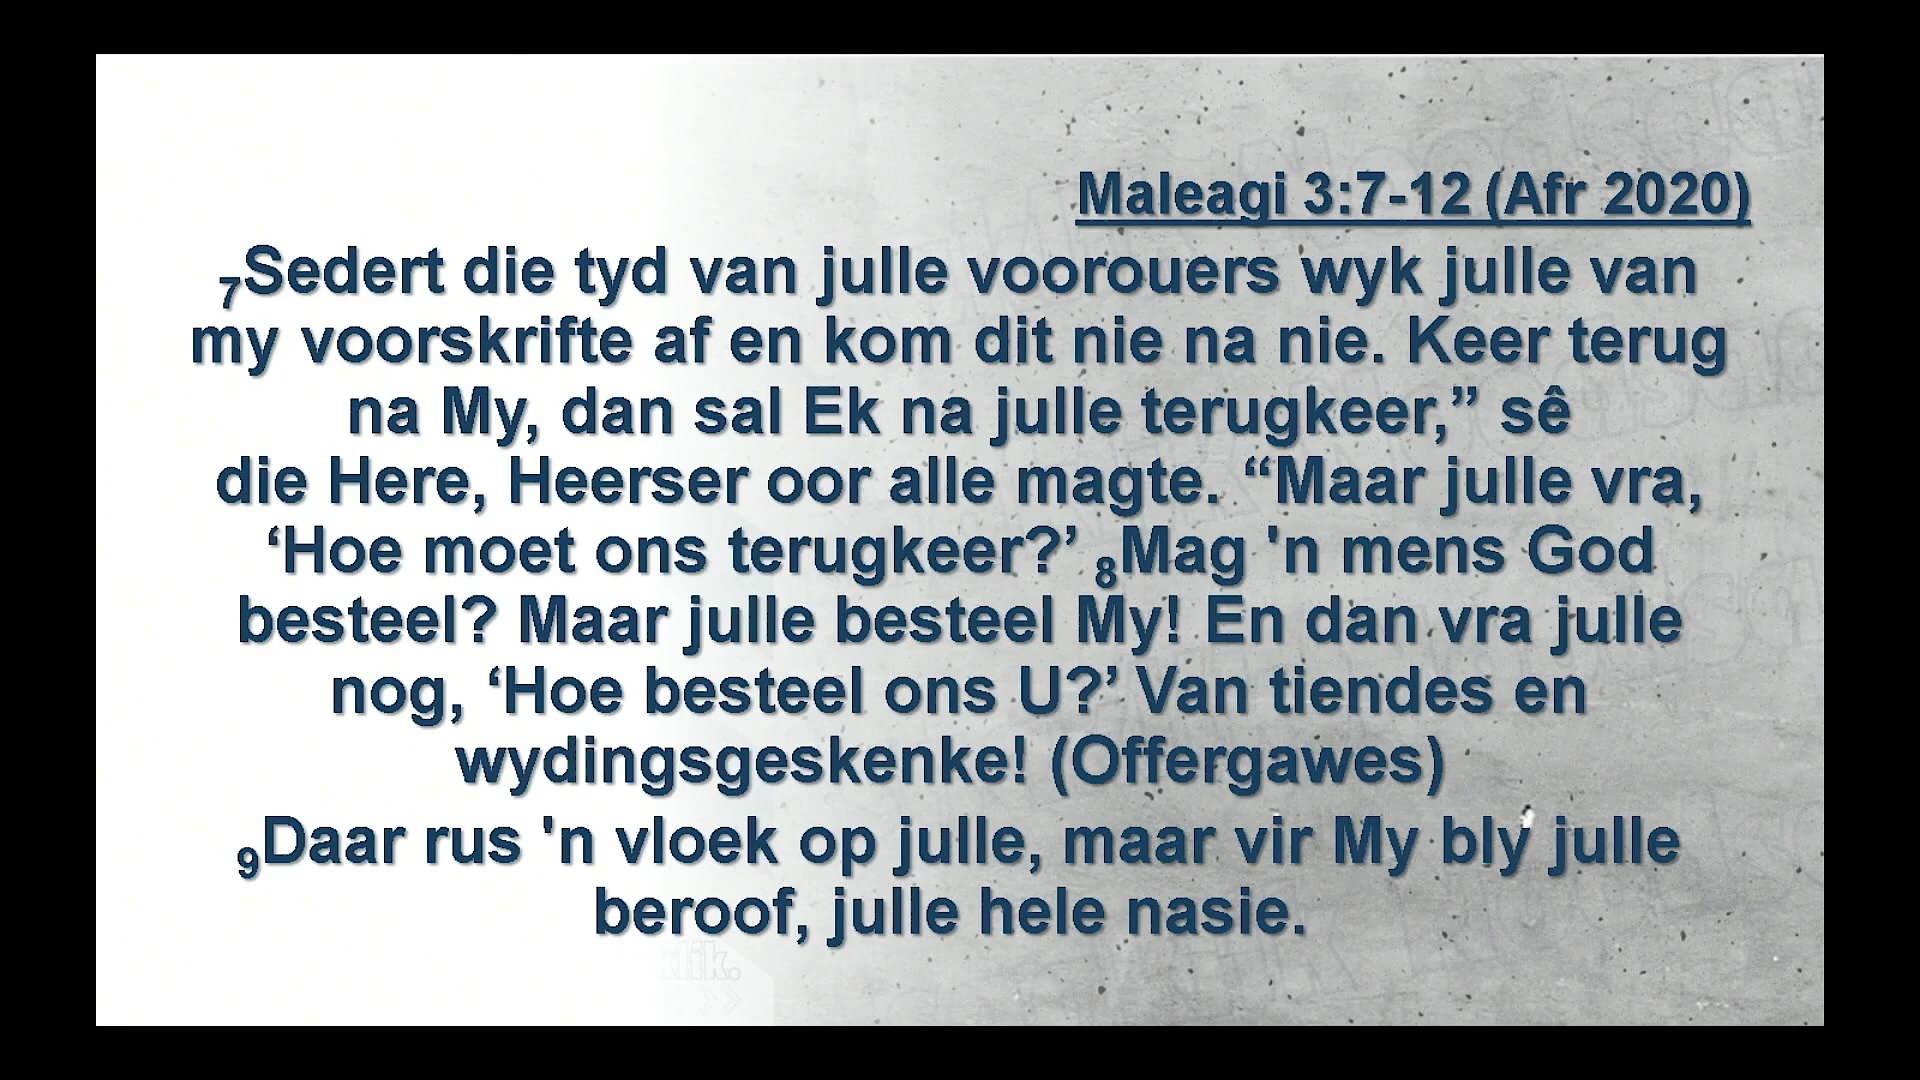 Maleagi 3:7-12 (Afr 2020)
7Sedert die tyd van julle voorouers wyk julle van
my voorskrifte af en kom dit nie na nie. Keer terug
na My, dan sal Ek na julle terugkeer,” sê
die Here, Heerser oor alle magte. “Maar julle vra,
‘Hoe moet ons terugkeer?’ 8Mag 'n mens God
besteel? Maar julle besteel My! En dan vra julle
nog, ‘Hoe besteel ons U?’ Van tiendes en
wydingsgeskenke! (Offergawes)
9Daar rus 'n vloek op julle, maar vir My bly julle
beroof, julle hele nasie.
klik.